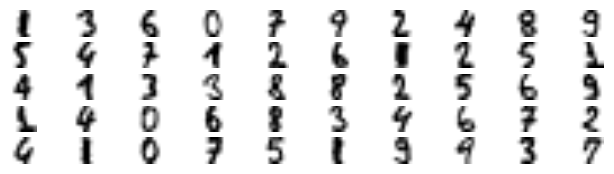 1 3 6 0 7 9 2 4 8 9
5 4 7 1 2 6 1 2 5 1
4 1 3 3 8 8 2 5 6 9
1 4 0 6 8 3 4 6 7 2
4 1 0 7 5 1 9 9 3 7